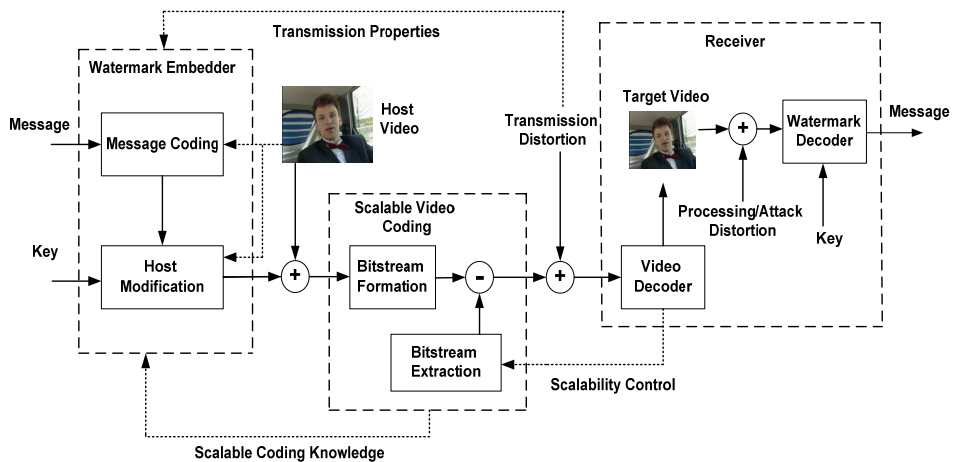 Transmission Properties
Receiver
Watermark Embedder
Message
Message Coding
Host
Video
Transmission
Distortion
Target Video
Watermark
Decoder
Message
Key
Host
Modification
+
Scalable Video
Coding
Bitstream
Formation
-
+
Bitstream
Extraction
Video
Decoder
+
Processing/Attack
Distortion
Key
Scalability Control
Scalable Coding Knowledge